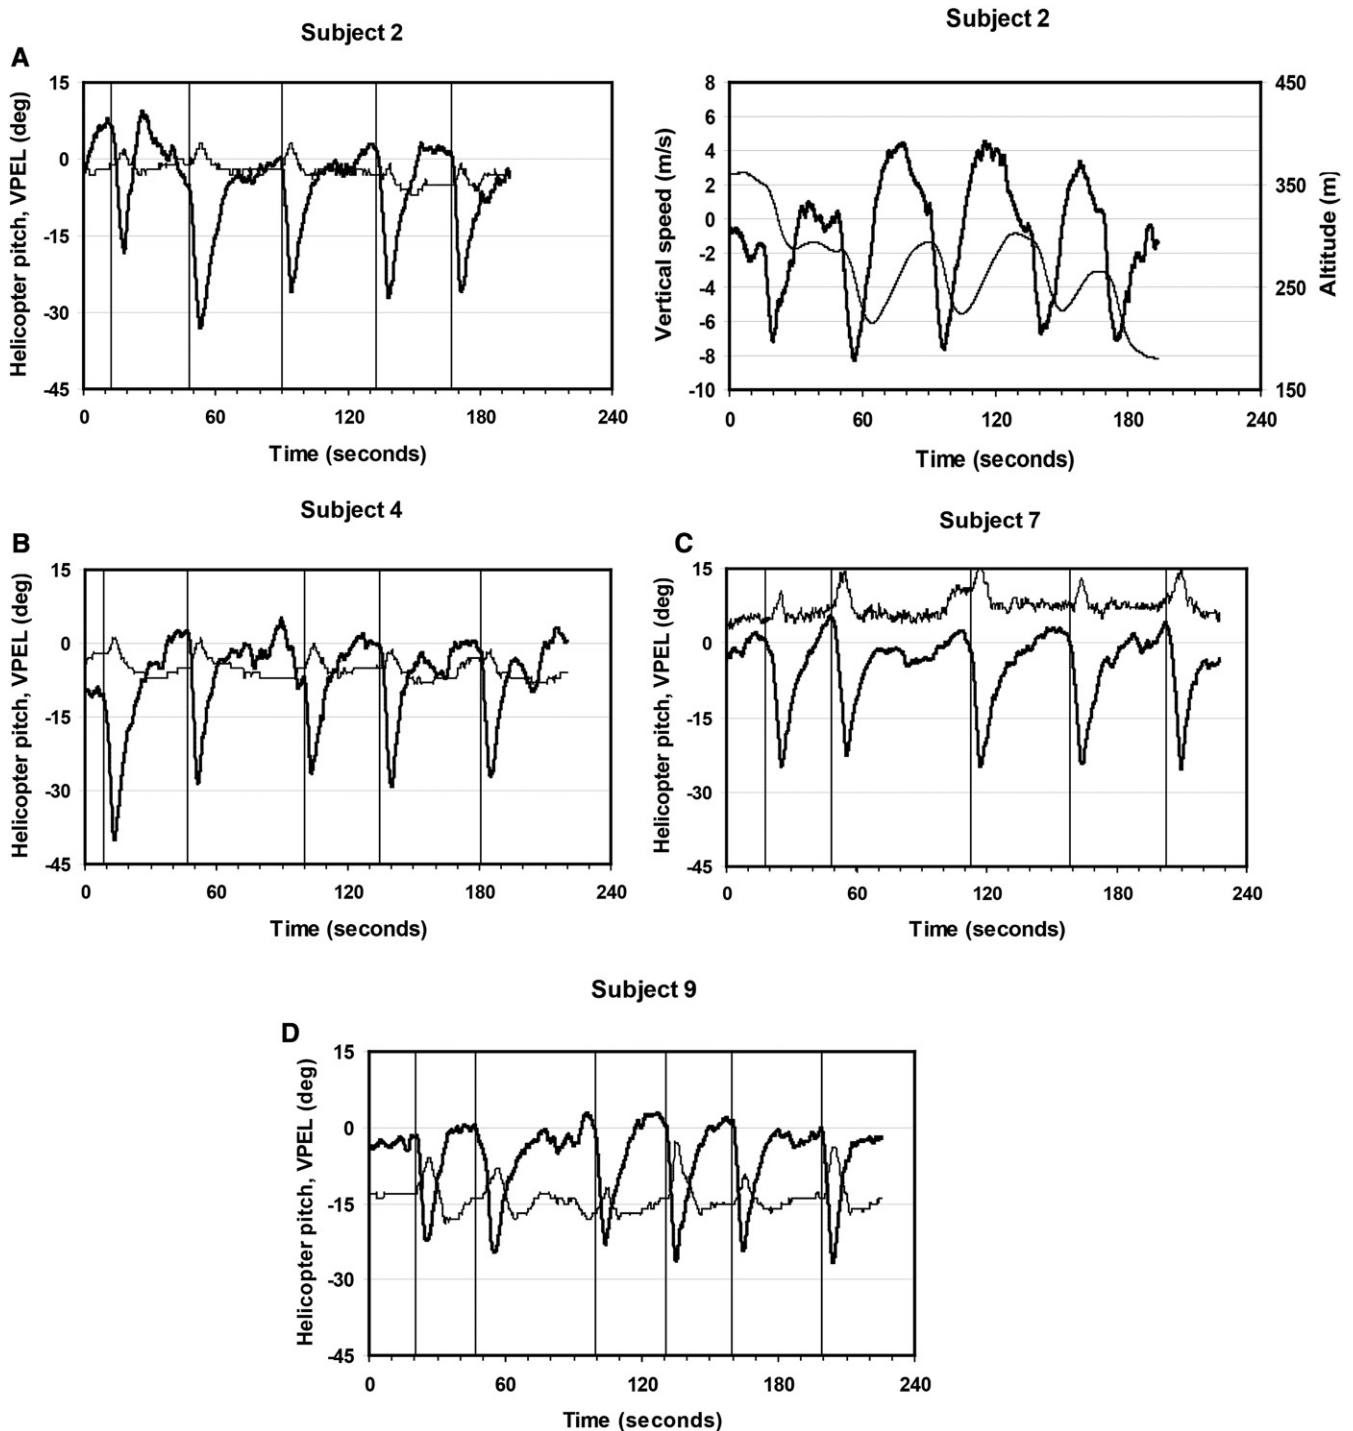 Subject 2
A
Helicopter pitch, VPEL (deg)
15
0
-15
-30
-45
0 60 120 180 240
Time (seconds)
Subject 2
Vertical speed (m/s)
8
6
4
2
0
-2
-4
-6
-8
-10
450
350
250
150
Altitude (m)
0 60 120 180 240
Time (seconds)
Subject 4
B
Helicopter pitch, VPEL (deg)
15
0
-15
-30
-45
0 60 120 180 240
Time (seconds)
Subject 7
C
Helicopter pitch, VPEL (deg)
15
0
-15
-30
-45
0 60 120 180 240
Time (seconds)
Subject 9
D
Helicopter pitch, VPEL (deg)
15
0
-15
-30
-45
0 60 120 180 240
Time (seconds)